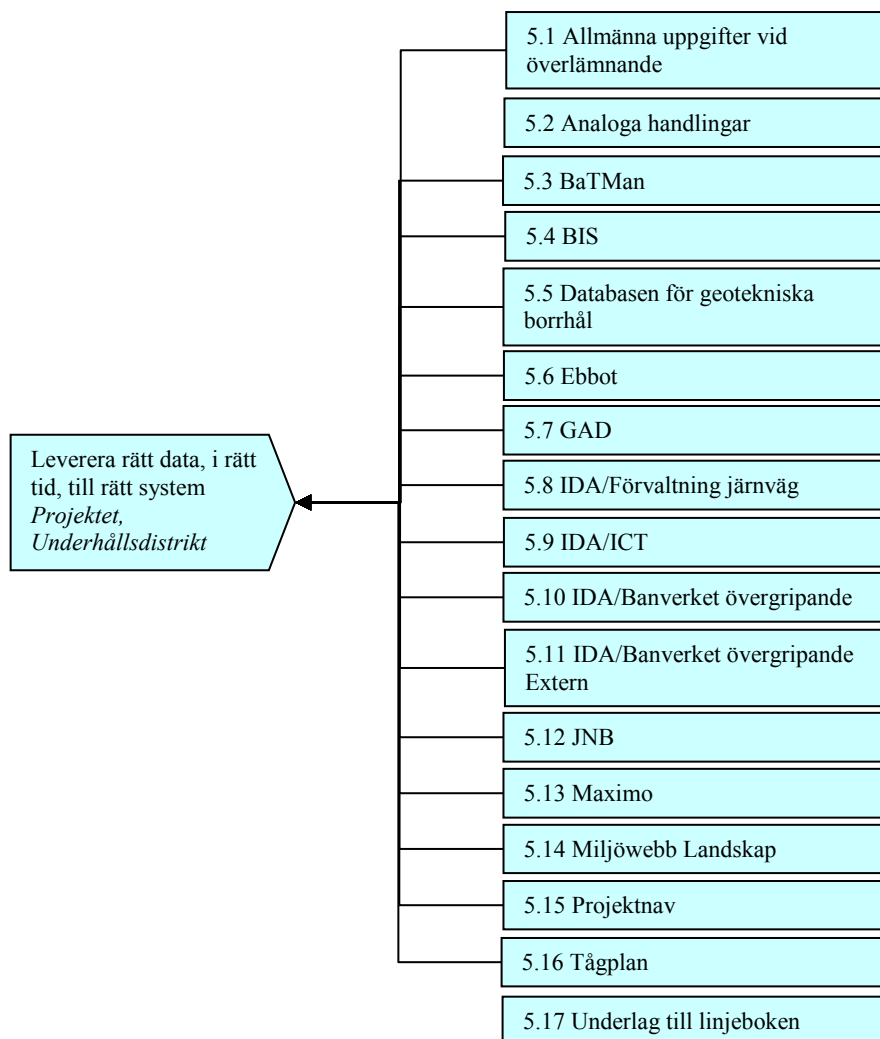 5.1 Allmänna uppgifter vid
överlämnande
5.2 Analoga handlingar
5.3 BaTMan
5.4 BIS
5.5 Databasen för geotekniska
borrhål
5.6 Ebbot
5.7 GAD
Leverera rätt data, i rätt
tid, till rätt system
Projektet,
Underhållsdistrikt
5.8 IDA/Förvaltning järnväg
5.9 IDA/ICT
5.10 IDA/Banverket övergripande
5.11 IDA/Banverket övergripande
Extern
5.12 JNB
5.13 Maximo
5.14 Miljöwebb Landskap
5.15 Projektnav
5.16 Tågplan
5.17 Underlag till linjeboken